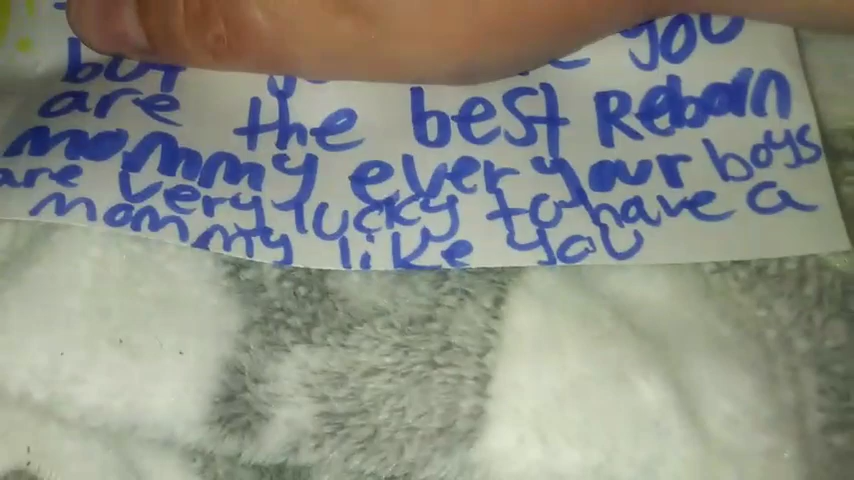 you
but
are the best Reborn
mommy ever your boys
are very lucky to have a
mommy like you